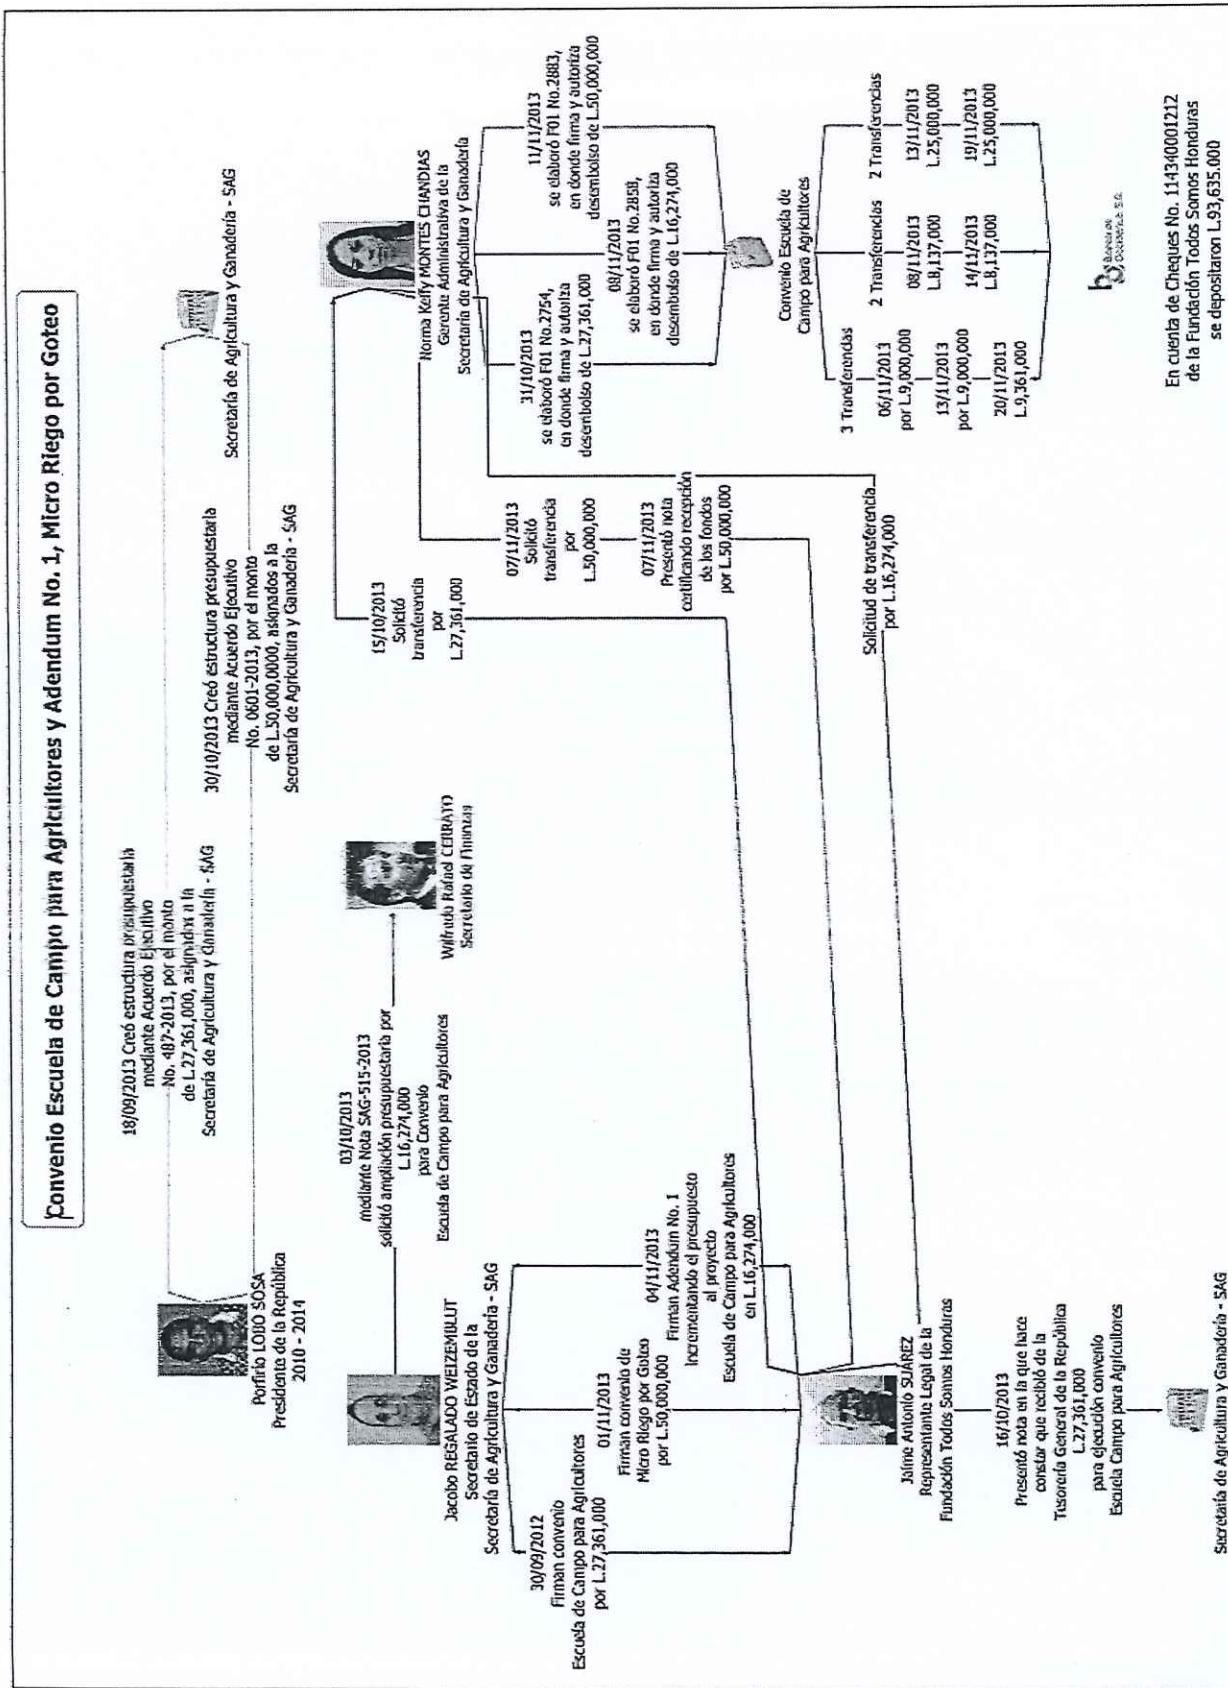 Convenio Escuela de Campo para Agricultores y Adendum No. 1, Micro Riego por Goteo
18/09/2013 Creó estructura presupuestaria
mediante Acuerdo Ejecutivo
No. 487-2013, por el monto
de L.27,361,000, asignados a la
Secretaría de Agricultura y Ganadería - SAG
30/10/2013 Creó estructura presupuestaria
mediante Acuerdo Ejecutivo
No. 0601-2013, por el monto
de L.50,000,0000, asignados a la
Secretaría de Agricultura y Ganadería - SAG
Porfirio LOBO SOSA
Presidente de la República
2010 - 2014
Secretaría de Agricultura y Ganadería - SAG
03/10/2013
mediante Nota SAG-515-2013
solicitó ampliación presupuestaria por
L.16,274,000
para Convenio
Escuela de Campo para Agricultores
Jacobo REGALADO WEIZEMBLUT
Secretario de Estado de la
Secretaría de Agricultura y Ganadería - SAG
Wilfredo Rafael CERRATO
Secretario de Finanzas
15/10/2013
Solicitó
transferencia
por
L.27,361,000
Norma Keffy MONTES CHANDIAS
Gerente Administrativa de la
Secretaría de Agricultura y Ganadería
30/09/2012
Firman convenio
Escuela de Campo para Agricultores
por L.27,361,000
01/11/2013
Firman convenio de
Micro Riego por Goteo
por L.50,000,000
04/11/2013
Firman Adendum No. 1
Incrementando el presupuesto
al proyecto
Escuela de Campo para Agricultores
en L.16,274,000
07/11/2013
Solicitó
transferencia
por
L.50,000,000
07/11/2013
Presentó nota
certificando recepción
de los fondos
por L.50,000,000
31/10/2013
se elaboró F01 No.2754,
en donde firma y autoriza
desembolso de L.27,361,000
08/11/2013
se elaboró F01 No.2858,
en donde firma y autoriza
desembolso de L.16,274,000
11/11/2013
se elaboró F01 No.2883,
en donde firma y autoriza
desembolso de L.50,000,000
Jaime Antonio SUÁREZ
Representante Legal de la
Fundación Todos Somos Honduras
Solicitud de transferencia
por L.16,274,000
Convenio Escuela de
Campo para Agricultores
3 Transferencias
06/11/2013
por L.9,000,000
13/11/2013
por L.9,000,000
20/11/2013
L.9,361,000
2 Transferencias
08/11/2013
L.8,137,000
14/11/2013
L.8,137,000
2 Transferencias
13/11/2013
L.25,000,000
19/11/2013
L.25,000,000
16/10/2013
Presentó nota en la que hace
constar que recibió de la
Tesorería General de la República
L.27,361,000
para ejecución convenio
Escuela Campo para Agricultores
Secretaría de Agricultura y Ganadería - SAG
En cuenta de Cheques No. 114340001212
de la Fundación Todos Somos Honduras
se depositaron L.93,635.000